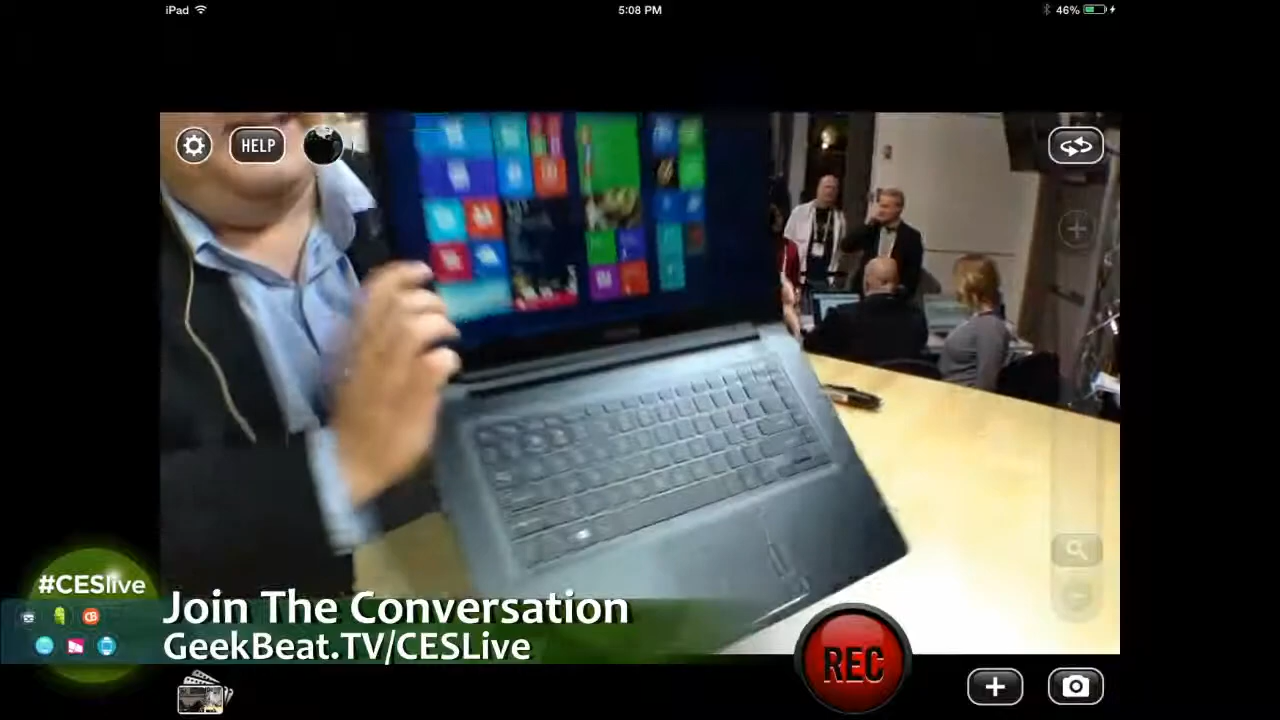 iPad
5:08 PM
46%
HELP
#CESlive
Join The Conversation
GeekBeat.TV/CESLive
REC